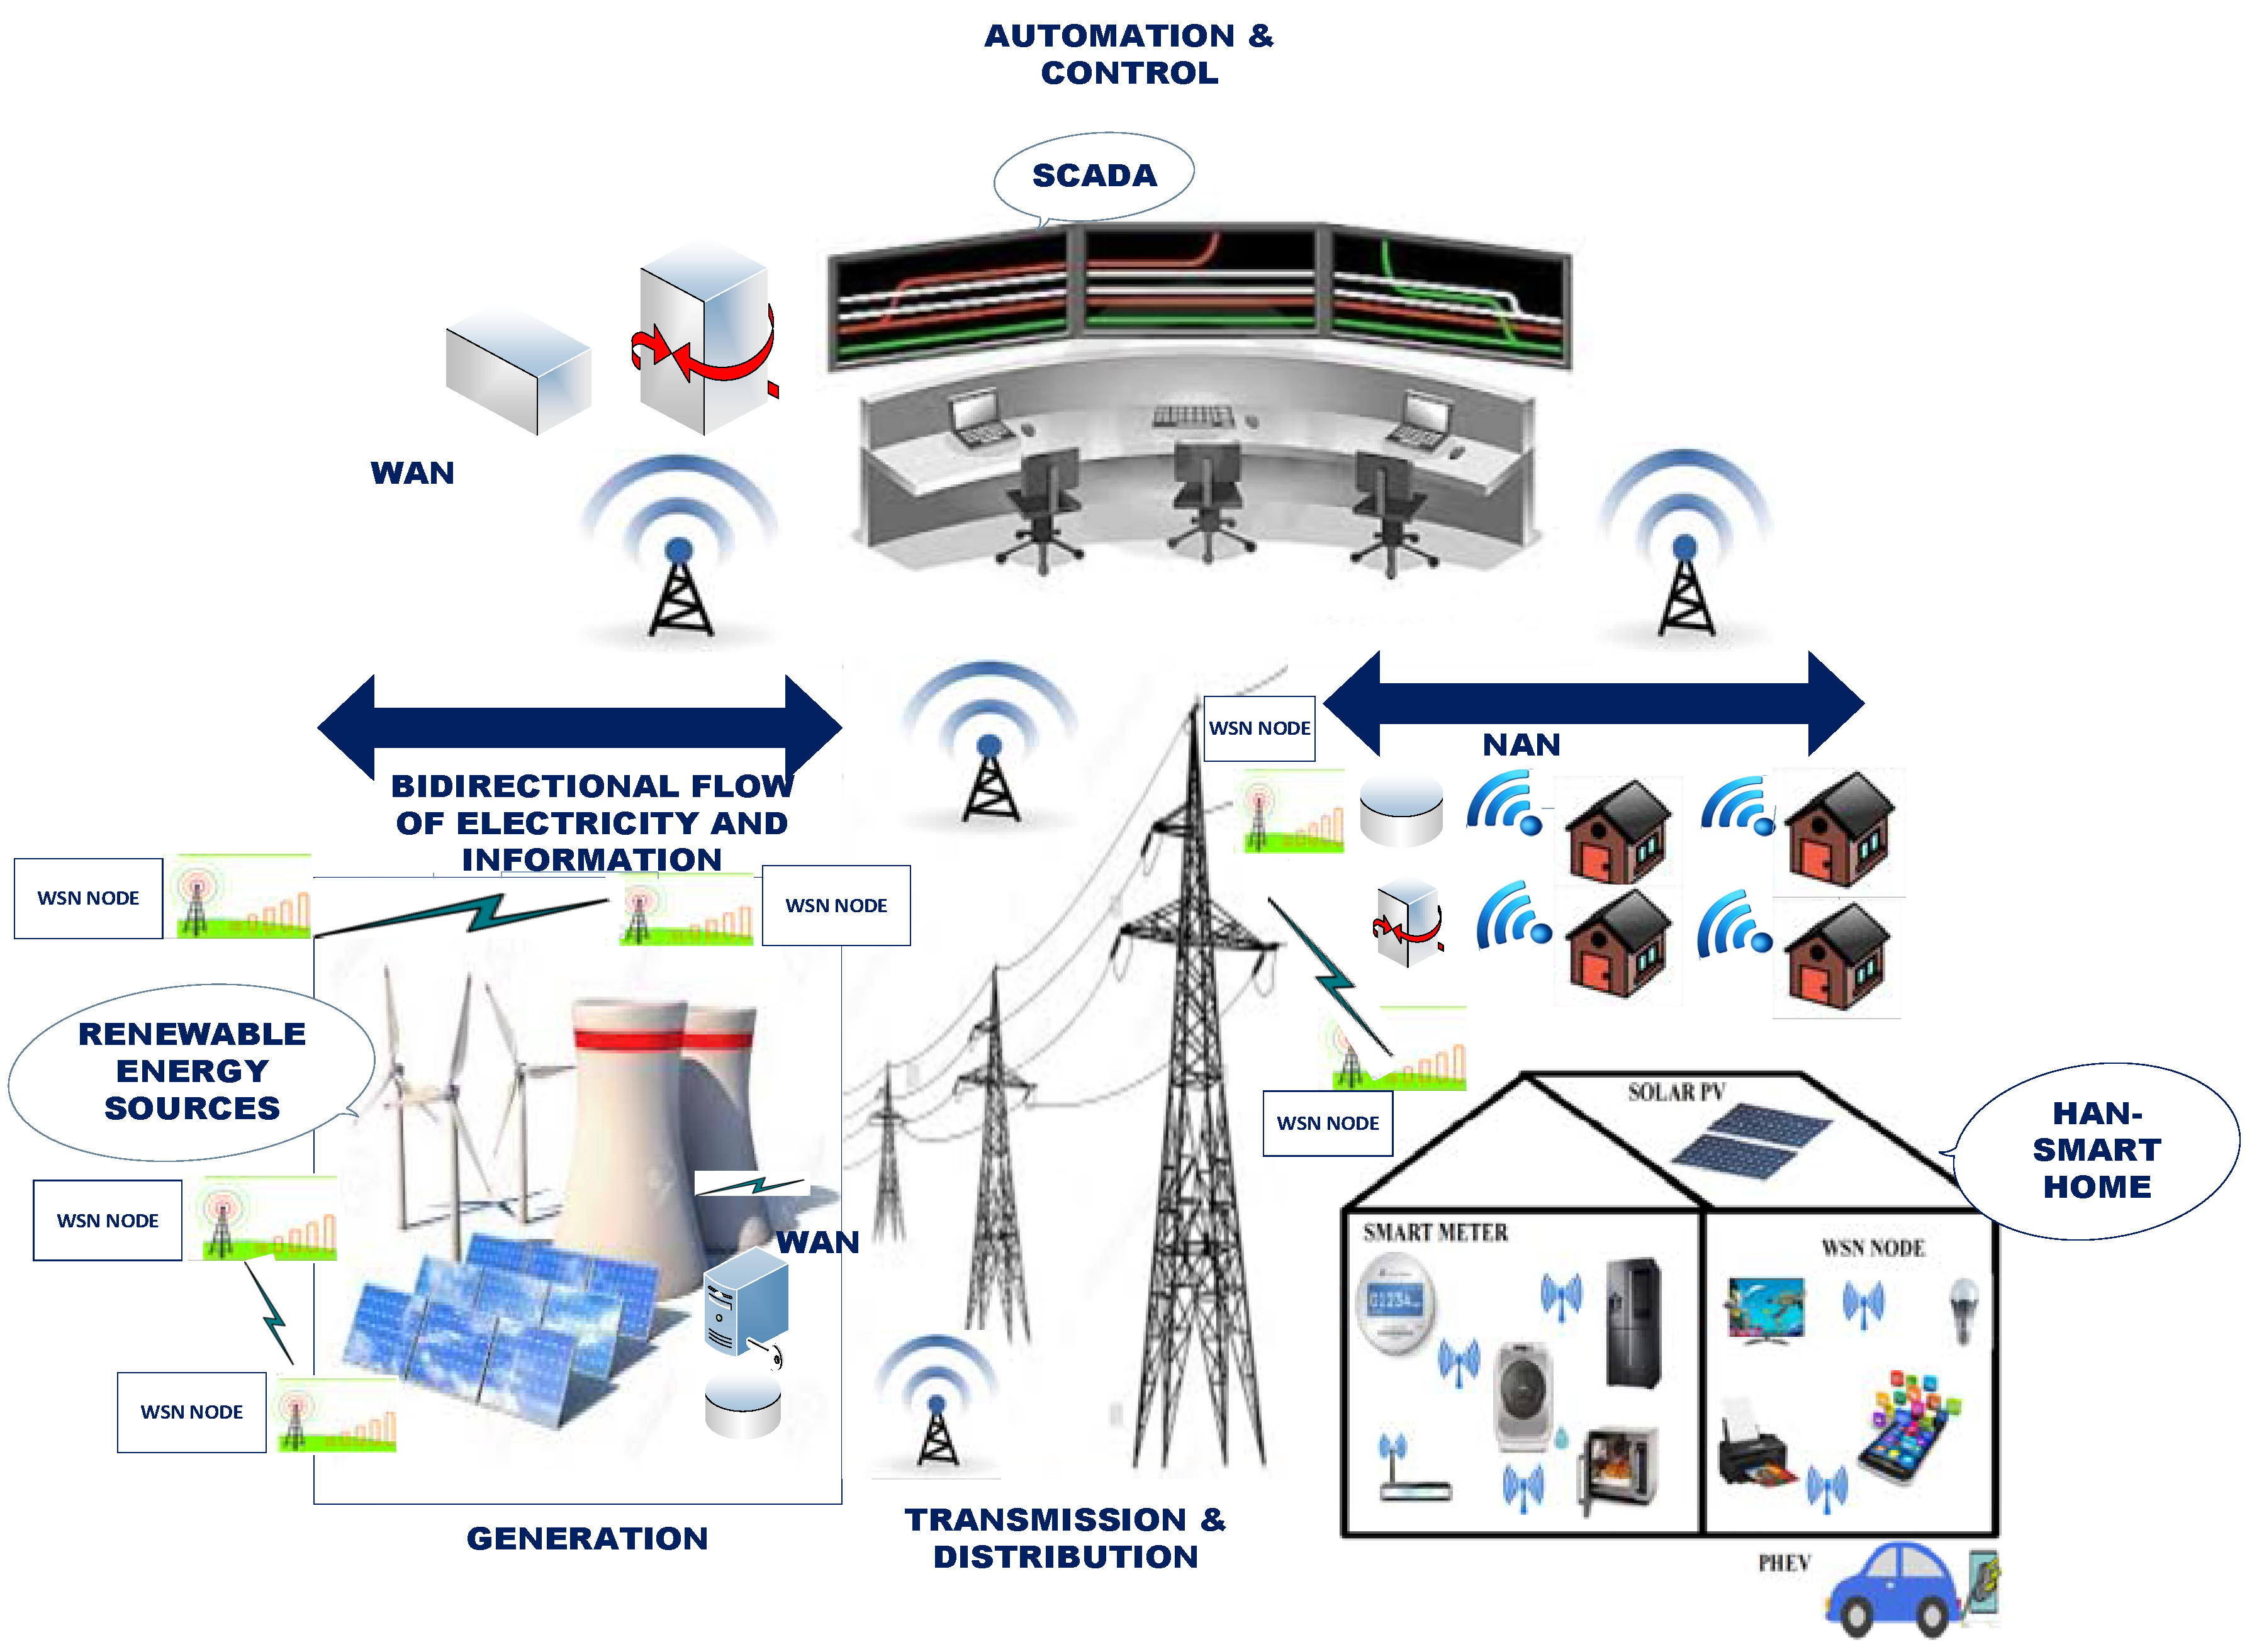 AUTOMATION &
CONTROL
SCADA
WAN
WSN NODE
NAN
BIDIRECTIONAL FLOW
OF ELECTRICITY AND
INFORMATION
WSN NODE
WSN NODE
RENEWABLE
ENERGY
SOURCES
WSN NODE
SOLAR PV
HAN-
SMART
HOME
WSN NODE
WAN
SMART METER
WSN NODE
WSN NODE
GENERATION
TRANSMISSION &
DISTRIBUTION
PHEV